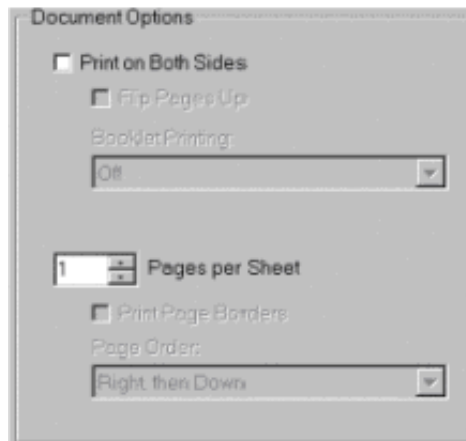 Document Options
Print on Both Sides
Flip Pages Up
Booklet Printing:
Off
1 Pages per Sheet
Print Page Borders
Page Order:
Right, then Down